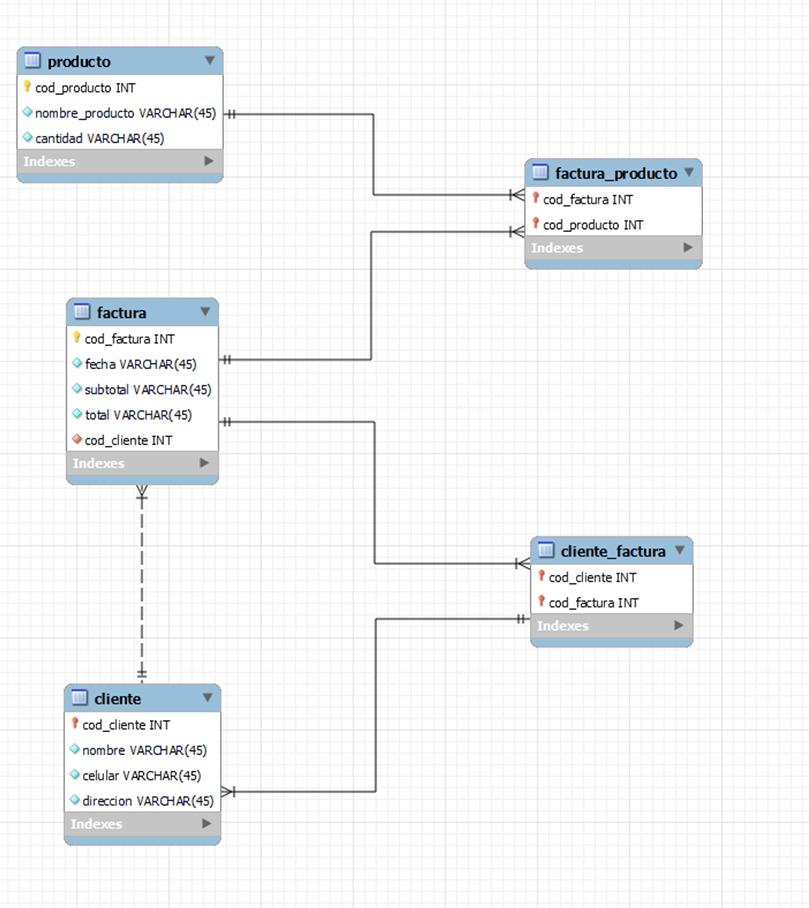 producto
cod_producto INT
nombre_producto VARCHAR(45)
cantidad VARCHAR(45)
Indexes
factura_producto
cod_factura INT
cod_producto INT
Indexes
factura
cod_factura INT
fecha VARCHAR(45)
subtotal VARCHAR(45)
total VARCHAR(45)
cod_cliente INT
Indexes
cliente_factura
cod_cliente INT
cod_factura INT
Indexes
cliente
cod_cliente INT
nombre VARCHAR(45)
celular VARCHAR(45)
direccion VARCHAR(45)
Indexes